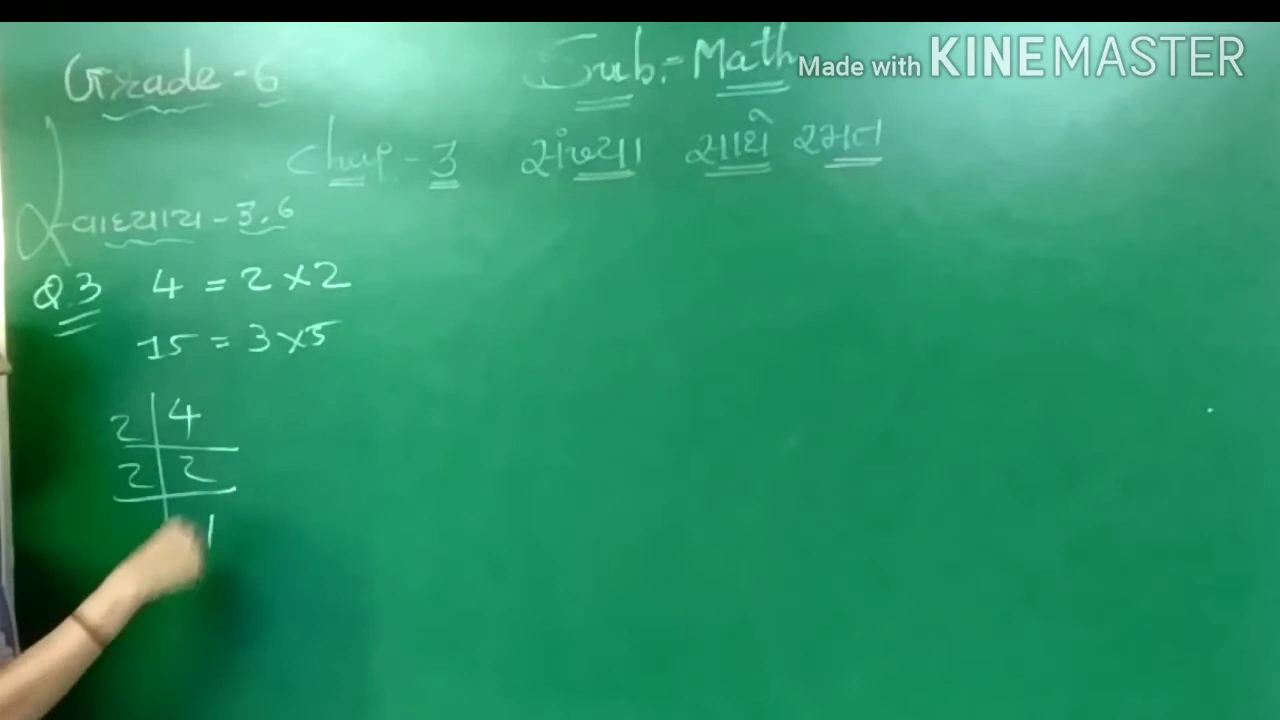 Grade - 6 Sub. - Math
Made with KINEMASTER
Chap. - 3 સંખ્યા સાથે રમત
સ્વાધ્યાય - 3.6
Q.3 4 = 2 × 2
15 = 3 × 5
2 | 4
2 | 2
1